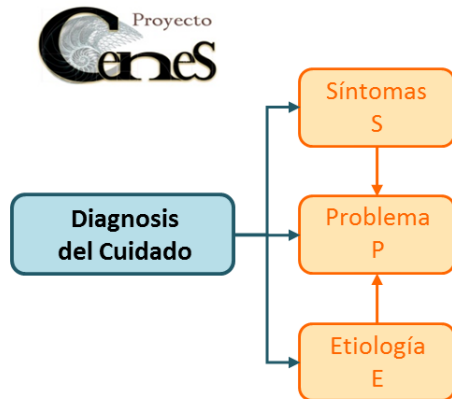 Proyecto
CeneS
Síntomas
S
Diagnosis
del Cuidado
Problema
P
Etiología
E